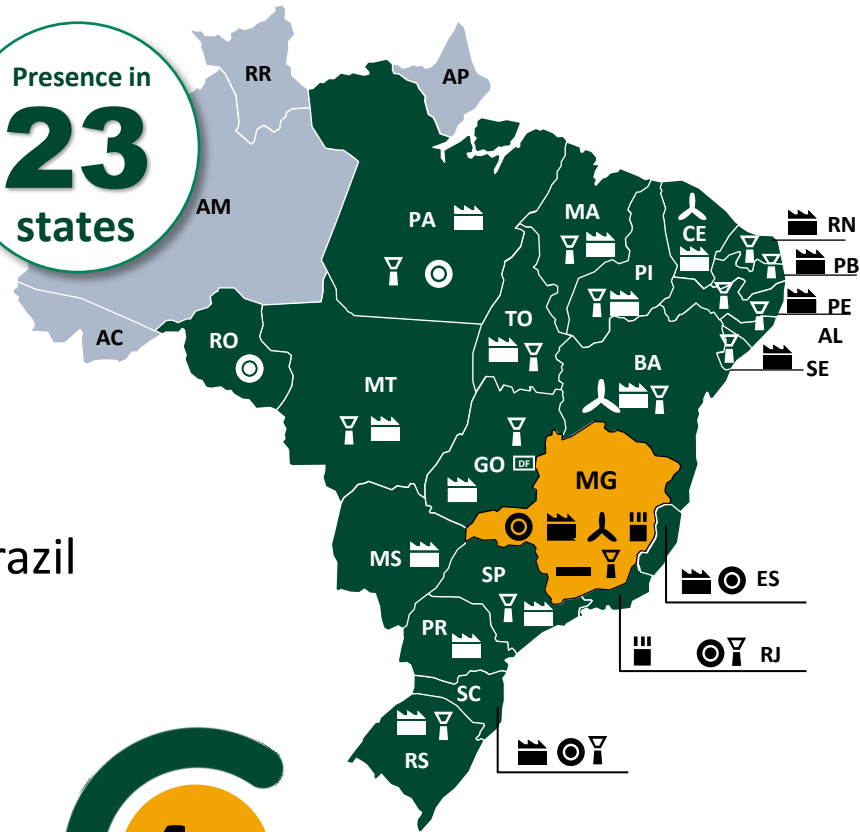 Presence in
23
states
RR
AP
AM
PA
MA
CE
RN
PB
PI
PE
TO
AL
AC
RO
BA
SE
MT
GO
DF
MG
MS
SP
ES
PR
RJ
SC
RS
razil